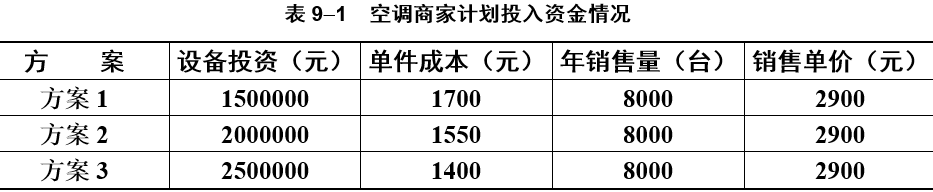 表 9–1 空调商家计划投入资金情况
方 案 设备投资（元） 单件成本（元） 年销售量（台） 销售单价（元）
方案 1 1500000 1700 8000 2900
方案 2 2000000 1550 8000 2900
方案 3 2500000 1400 8000 2900